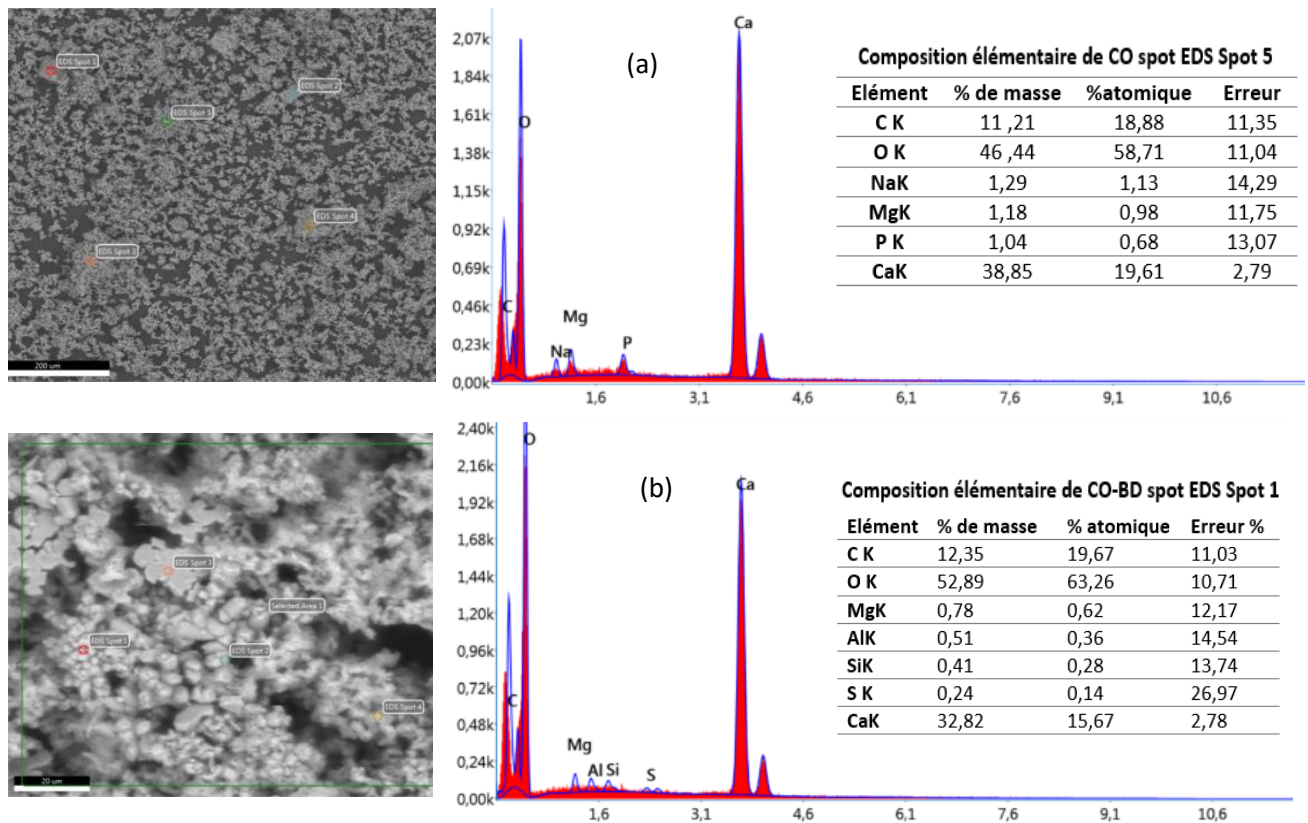 EDS Spot 1
EDS Spot 2
EDS Spot 5
EDS Spot 4
EDS Spot 3
200 um
(a)
2,07k
1,84k
1,61k
1,38k
1,15k
0,92k
0,69k
0,46k
0,23k
0,00k
C
O
Na
Mg
P
Ca
1,6 3,1 4,6 6,1 7,6 9,1 10,6
Composition élémentaire de CO spot EDS Spot 5
Elément % de masse %atomique Erreur
C K 11 ,21 18,88 11,35
O K 46 ,44 58,71 11,04
NaK 1,29 1,13 14,29
MgK 1,18 0,98 11,75
P K 1,04 0,68 13,07
CaK 38,85 19,61 2,79
EDS Spot 3
Selected Area 1
EDS Spot 1
EDS Spot 2
EDS Spot 4
20 um
(b)
2,40k
2,16k
1,92k
1,68k
1,44k
1,20k
0,96k
0,72k
0,48k
0,24k
0,00k
C
O
Mg
Al Si
S
Ca
1,6 3,1 4,6 6,1 7,6 9,1 10,6
Composition élémentaire de CO-BD spot EDS Spot 1
Elément % de masse % atomique Erreur %
C K 12,35 19,67 11,03
O K 52,89 63,26 10,71
MgK 0,78 0,62 12,17
AlK 0,51 0,36 14,54
SiK 0,41 0,28 13,74
S K 0,24 0,14 26,97
CaK 32,82 15,67 2,78